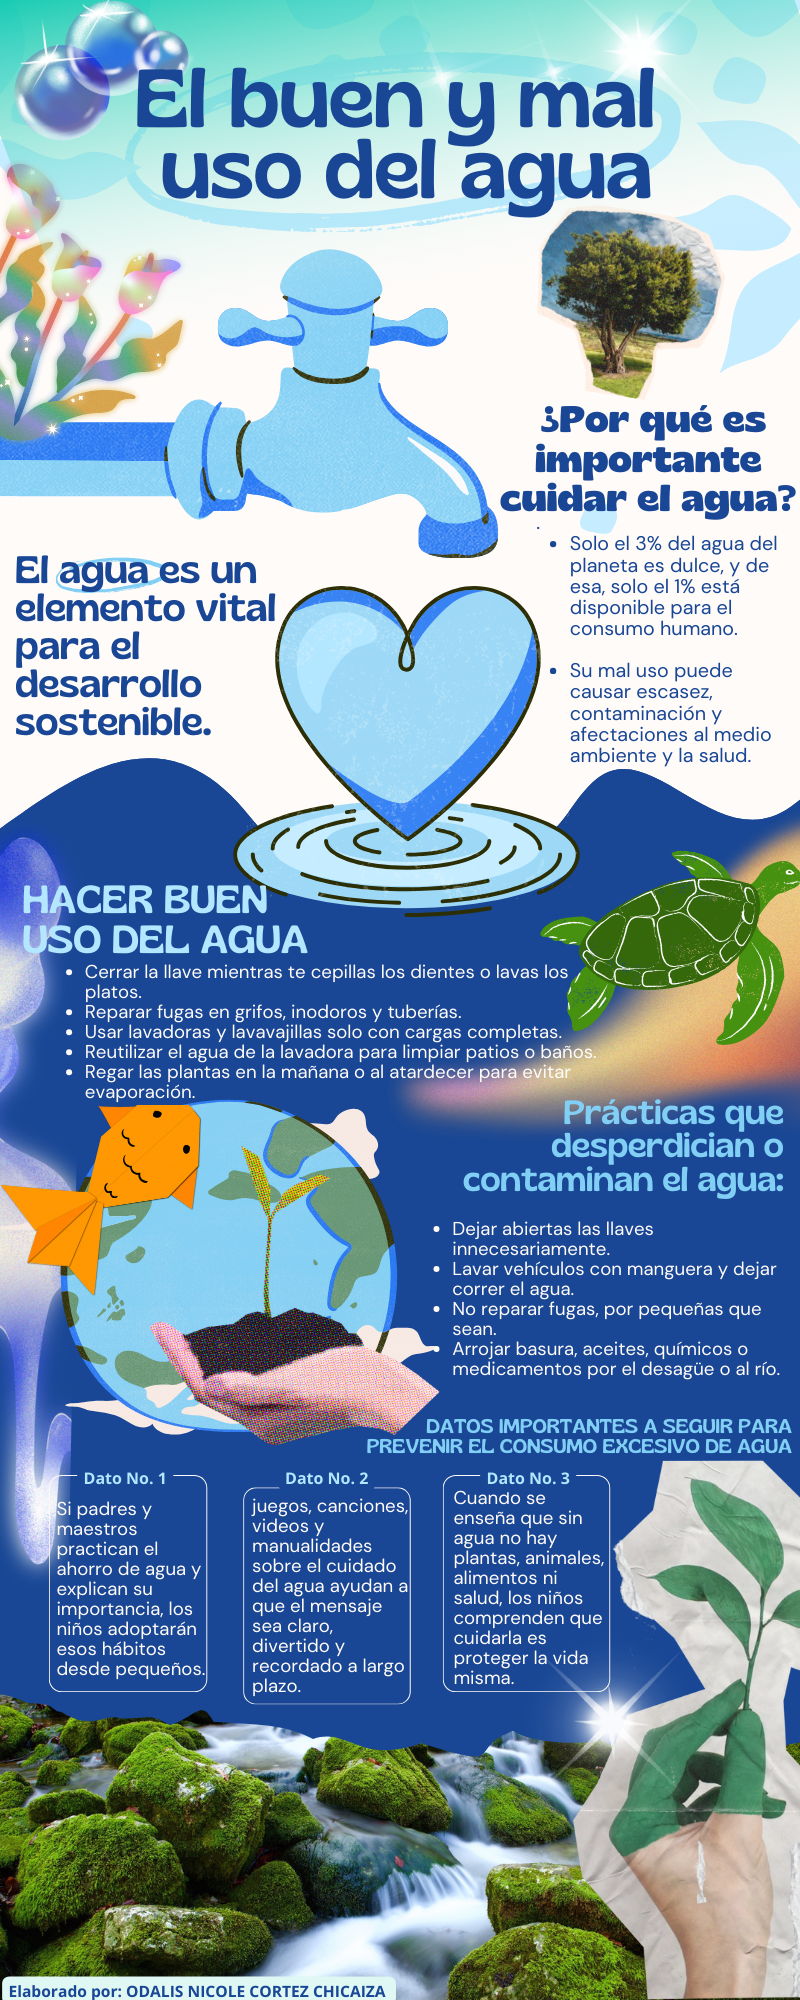 El buen y mal
uso del agua
¿Por qué es
importante
cuidar el agua?
Solo el 3% del agua del
planeta es dulce, y de
esa, solo el 1% está
disponible para el
consumo humano.
Su mal uso puede
causar escasez,
contaminación y
afectaciones al medio
ambiente y la salud.
El agua es un
elemento vital
para el
desarrollo
sostenible.
HACER BUEN
USO DEL AGUA
Cerrar la llave mientras te cepillas los dientes o lavas los
platos.
Reparar fugas en grifos, inodoros y tuberías.
Usar lavadoras y lavavajillas solo con cargas completas.
Reutilizar el agua de la lavadora para limpiar patios o baños.
Regar las plantas en la mañana o al atardecer para evitar
evaporación.
Prácticas que
desperdician o
contaminan el agua:
Dejar abiertas las llaves
innecesariamente.
Lavar vehículos con manguera y dejar
correr el agua.
No reparar fugas, por pequeñas que
sean.
Arrojar basura, aceites, químicos o
medicamentos por el desagüe o al río.
DATOS IMPORTANTES A SEGUIR PARA
PREVENIR EL CONSUMO EXCESIVO DE AGUA
Dato No. 1
Si padres y
maestros
practican el
ahorro de agua y
explican su
importancia, los
niños adoptarán
esos hábitos
desde pequeños.
Dato No. 2
juegos, canciones,
videos y
manualidades
sobre el cuidado
del agua ayudan a
que el mensaje
sea claro,
divertido y
recordado a largo
plazo.
Dato No. 3
Cuando se
enseña que sin
agua no hay
plantas, animales,
alimentos ni
salud, los niños
comprenden que
cuidarla es
proteger la vida
misma.
Elaborado por: ODALIS NICOLE CORTEZ CHICAIZA